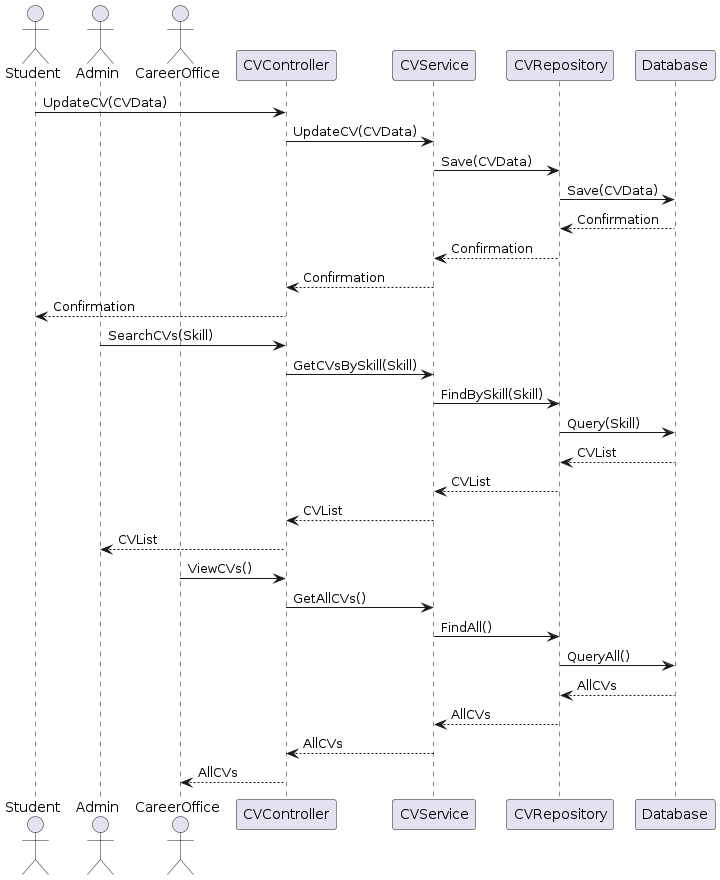 Student
Admin
CareerOffice
CVController
CVService
CVRepository
Database
UpdateCV(CVData)
UpdateCV(CVData)
Save(CVData)
Save(CVData)
Confirmation
Confirmation
Confirmation
Confirmation
SearchCVs(Skill)
GetCVsBySkill(Skill)
FindBySkill(Skill)
Query(Skill)
CVList
CVList
CVList
CVList
ViewCVs()
GetAllCVs()
FindAll()
QueryAll()
AllCVs
AllCVs
AllCVs
AllCVs
Student
Admin
CareerOffice
CVController
CVService
CVRepository
Database